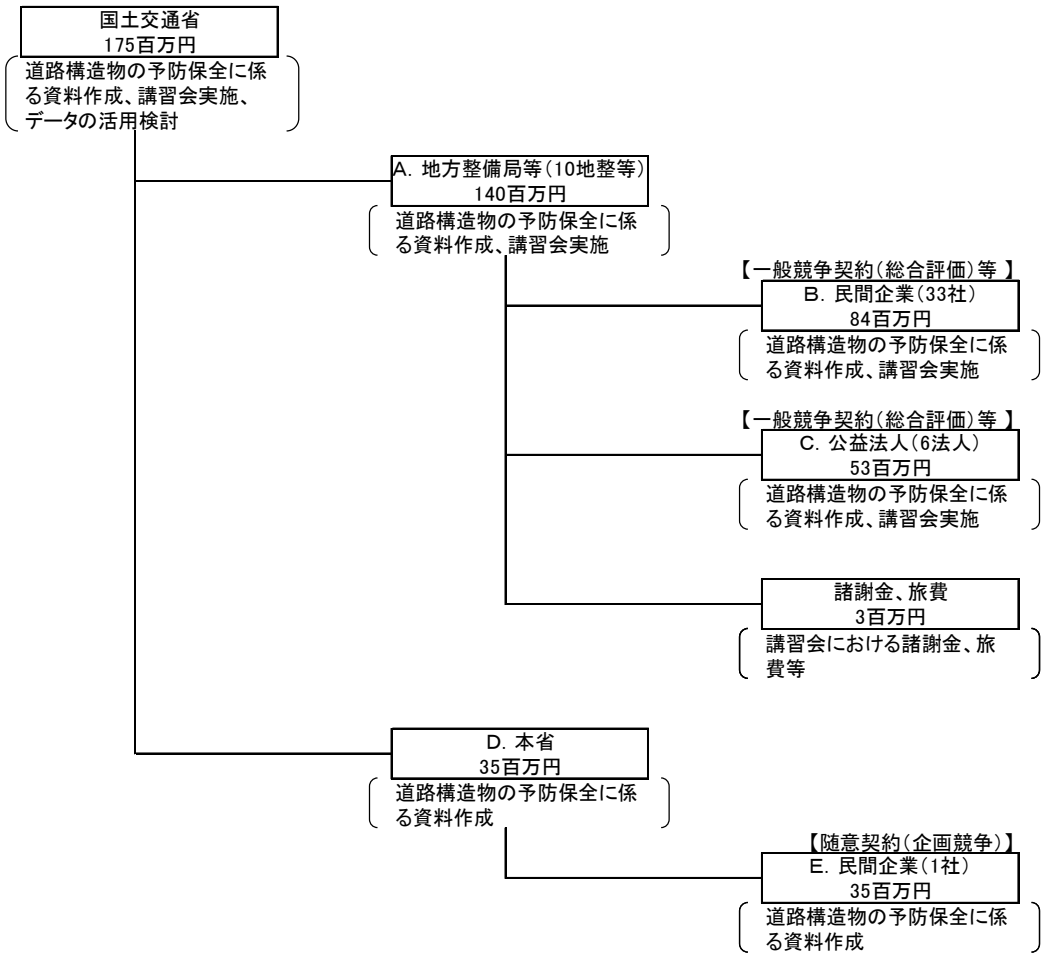 国土交通省
175百万円
道路構造物の予防保全に係
る資料作成、講習会実施、
データの活用検討
A．地方整備局等（10地整等）
140百万円
道路構造物の予防保全に係
る資料作成、講習会実施
【一般競争契約（総合評価）等 】
B．民間企業（33社）
84百万円
道路構造物の予防保全に係
る資料作成、講習会実施
【一般競争契約（総合評価）等 】
C．公益法人（6法人）
53百万円
道路構造物の予防保全に係
る資料作成、講習会実施
諸謝金、旅費
3百万円
講習会における諸謝金、旅
費等
D．本省
35百万円
道路構造物の予防保全に係
る資料作成
【随意契約（企画競争）】
E．民間企業（1社）
35百万円
道路構造物の予防保全に係
る資料作成